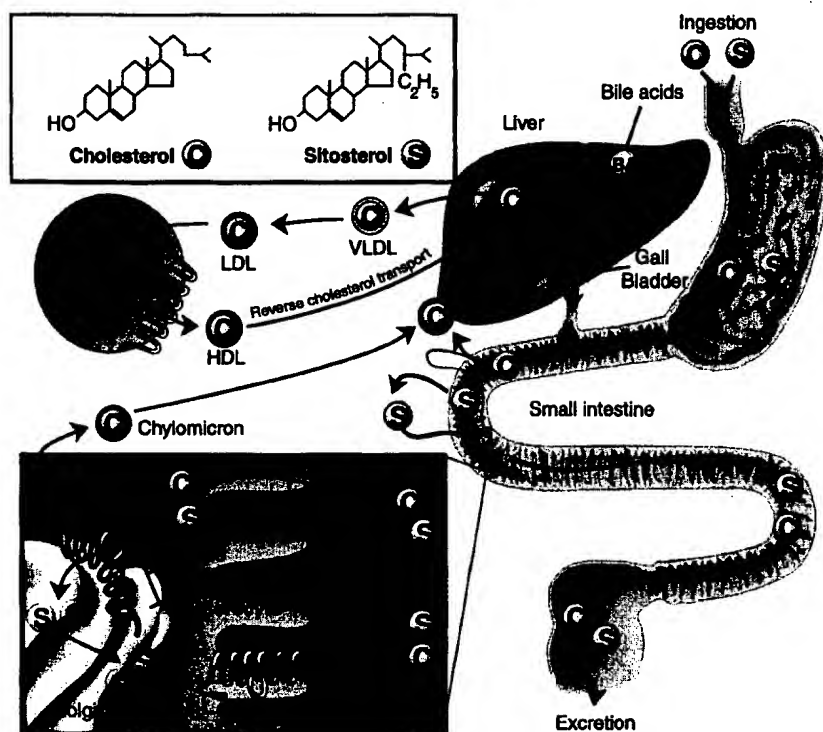 C₂H₅
HO
HO
Cholesterol C
Sitosterol S
Ingestion
C S
Bile acids
B
Liver
C
C
VLDL
C
LDL
Reverse cholesterol transport
Gall
Bladder
C S
C
HDL
C
C
S
S
Small intestine
C
Chylomicron
C
S
C
S
S
C
S
S
C
C
S
Excretion